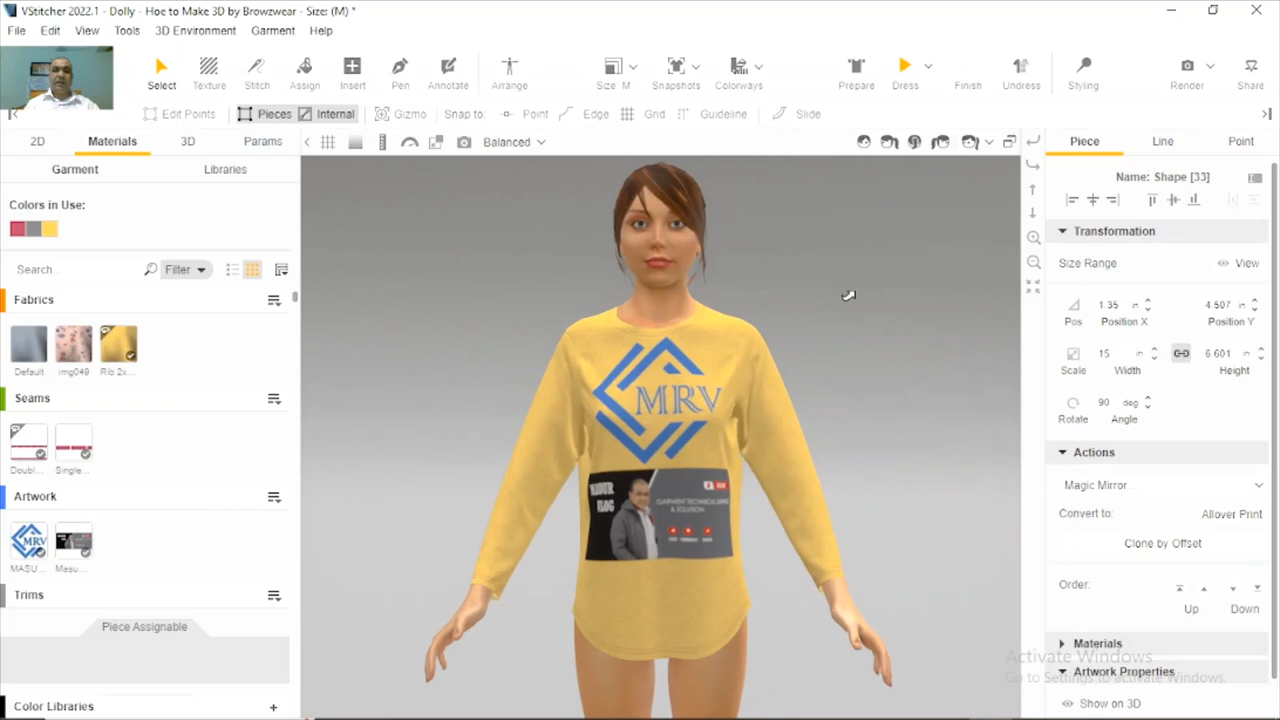 VStitcher 2022.1 - Dolly - Hoe to Make 3D by Browzwear - Size: (M) *
File Edit View Tools 3D Environment Garment Help
Select Texture Stitch Assign Insert Pen Annotate Arrange Size: M Snapshots Colorways Prepare Dress Finish Undress Styling Render Share
Edit Points Pieces Internal Gizmo Snap to: Point Edge Grid Guideline Slide
2D Materials 3D Params Balanced Piece Line Point
Garment Libraries
Name: Shape [33]
Colors in Use:
Transformation
Search... Filter
Size Range View
Fabrics
1.35 in 4.507 in
Pos Position X Position Y
Default img049 Rib 2x...
15 in 6.601 in
Scale Width Height
Seams
90 deg
Rotate Angle
Doubl... Single...
Actions
Magic Mirror
Artwork
Convert to: Allover Print
Clone by Offset
MASU... Masu...
Order: Up Down
Trims
Piece Assignable
Materials
Artwork Properties
Show on 3D
Color Libraries +
MRV
VLOG
GARMENT TECHNICAL
& SOLUTION
MRV
Activate Windows
Go to Settings to activate Windows.